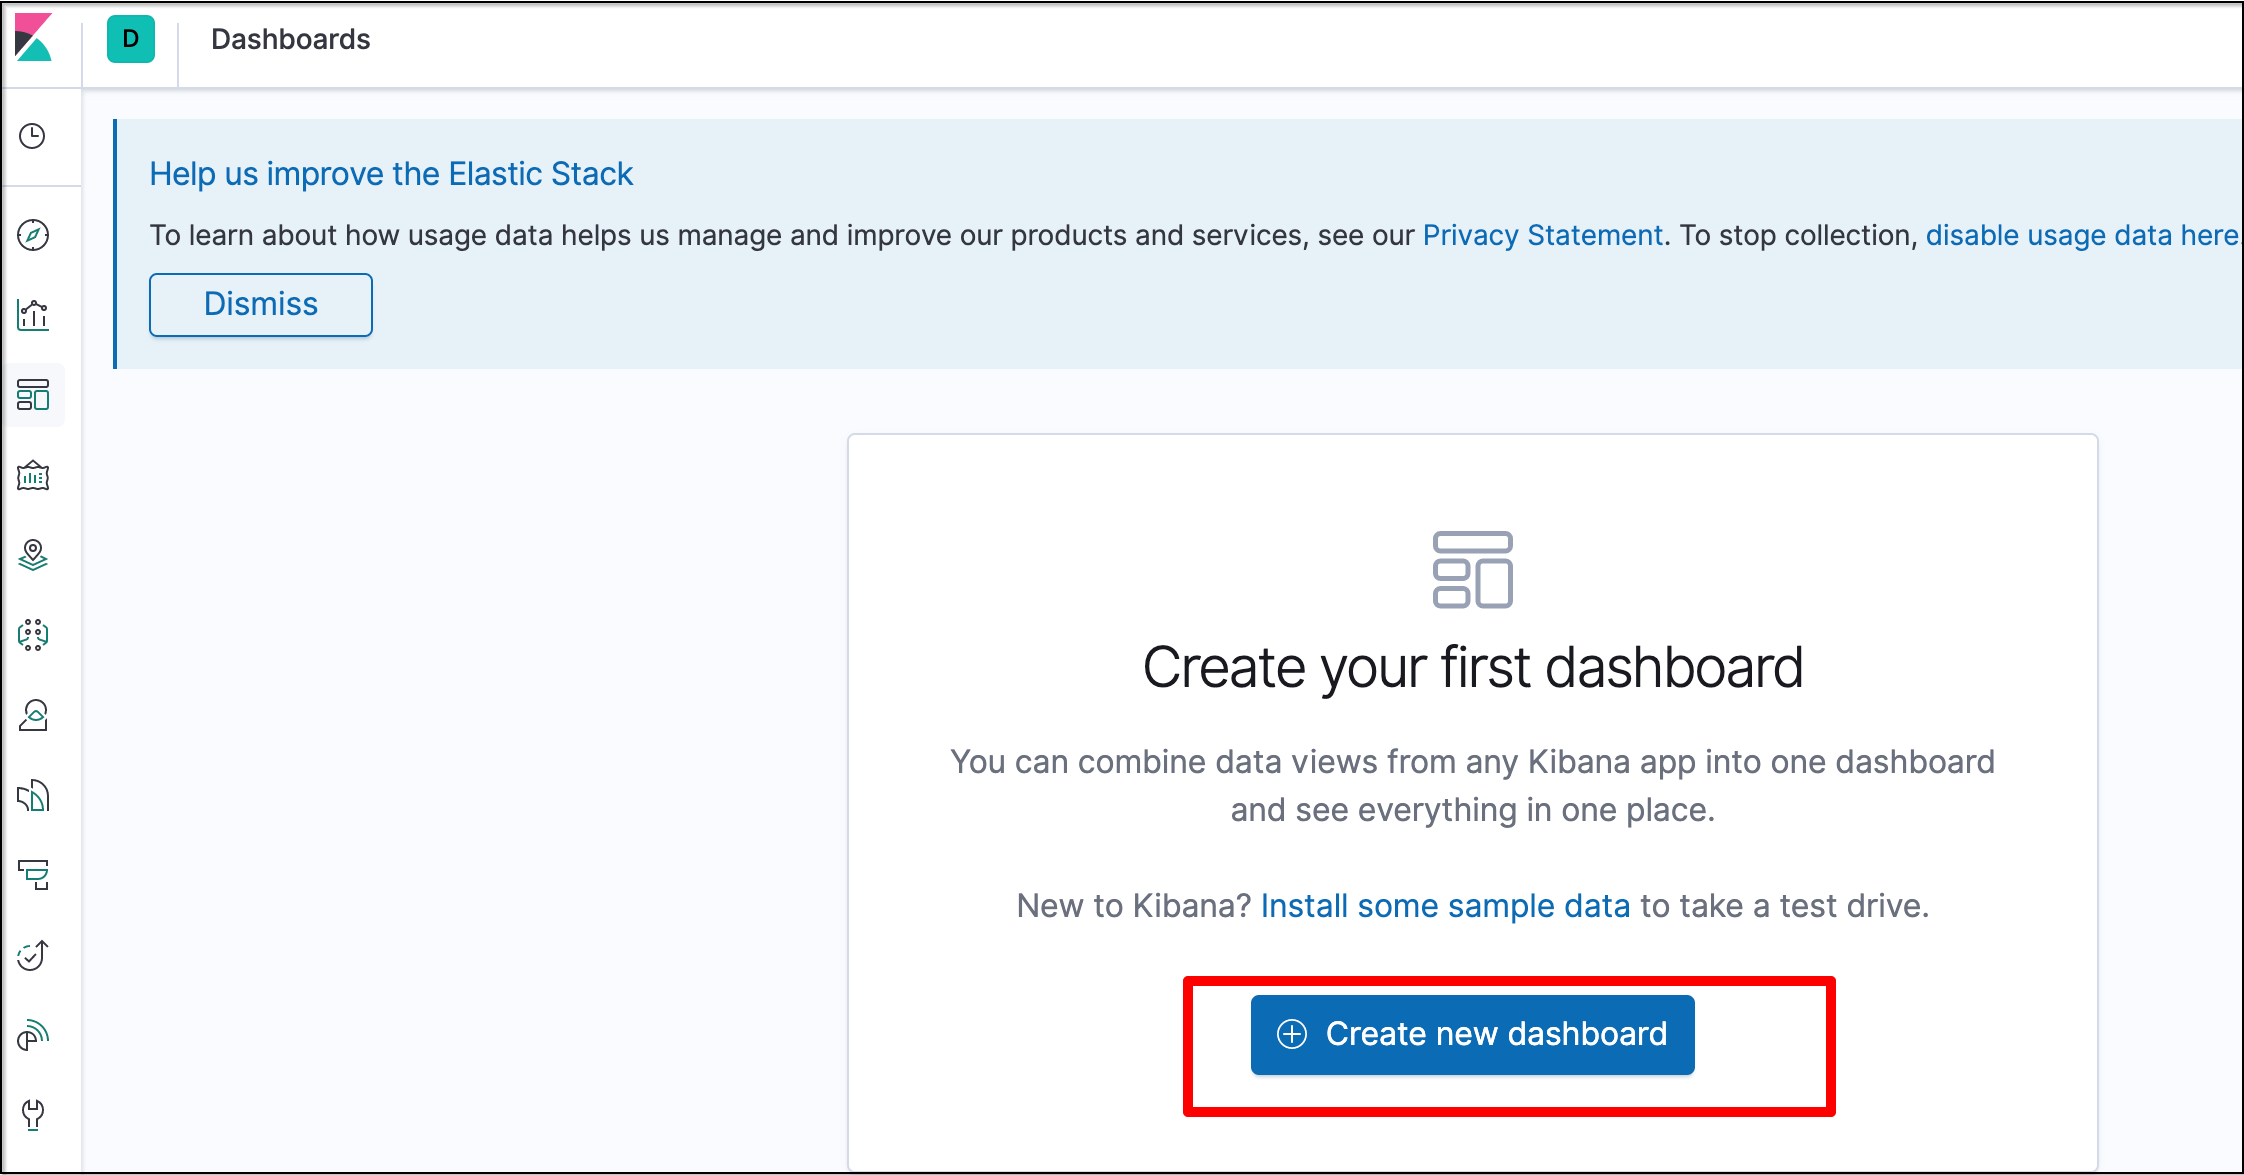 D
Dashboards
Help us improve the Elastic Stack
To learn about how usage data helps us manage and improve our products and services, see our Privacy Statement. To stop collection, disable usage data here.
Dismiss
Create your first dashboard
You can combine data views from any Kibana app into one dashboard
and see everything in one place.
New to Kibana? Install some sample data to take a test drive.
Create new dashboard